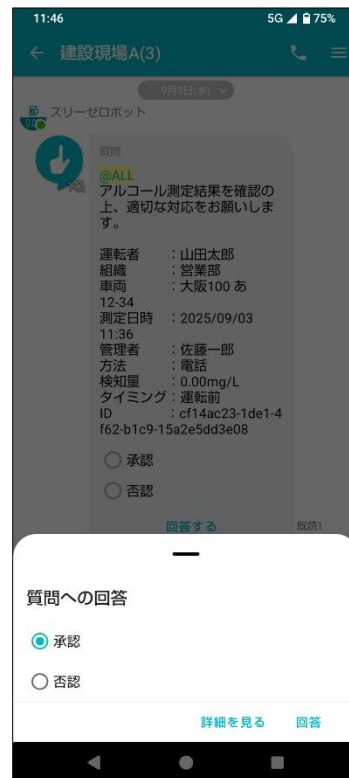 11:46 5G 75%
建設現場A(3)
9月3日(水)
スリーゼロボット
質問
@ALL
アルコール測定結果を確認の
上、適切な対応をお願いしま
す。
運転者　：山田太郎
組織　：営業部
車両　：大阪100 あ
12-34
測定日時　：2025/09/03
11:36
管理者　：佐藤一郎
方法　：電話
検知量　：0.00mg/L
タイミング：運転前
ID　：cf14ac23-1de1-4
f62-b1c9-15a2e5dd3e08
承認
否認
回答する 既読1
質問への回答
承認
否認
詳細を見る 回答